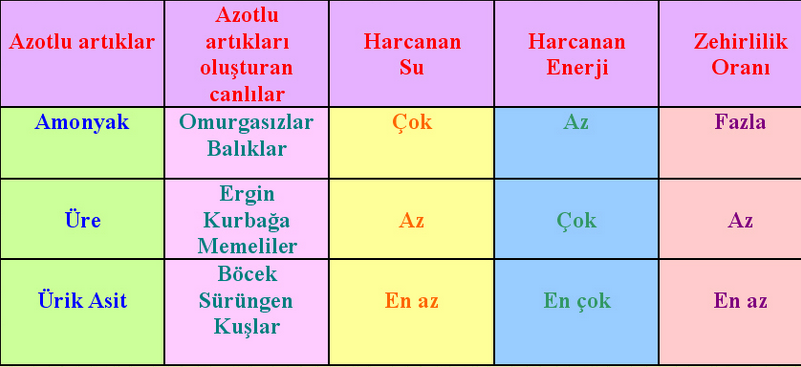 Azotlu artıklar
Azotlu
artıkları
oluşturan
canlılar
Harcanan
Su
Harcanan
Enerji
Zehirlilik
Oranı
Amonyak
Omurgasızlar
Balıklar
Çok
Az
Fazla
Üre
Ergin
Kurbağa
Memeliler
Az
Çok
Az
Ürik Asit
Böcek
Sürüngen
Kuşlar
En az
En çok
En az